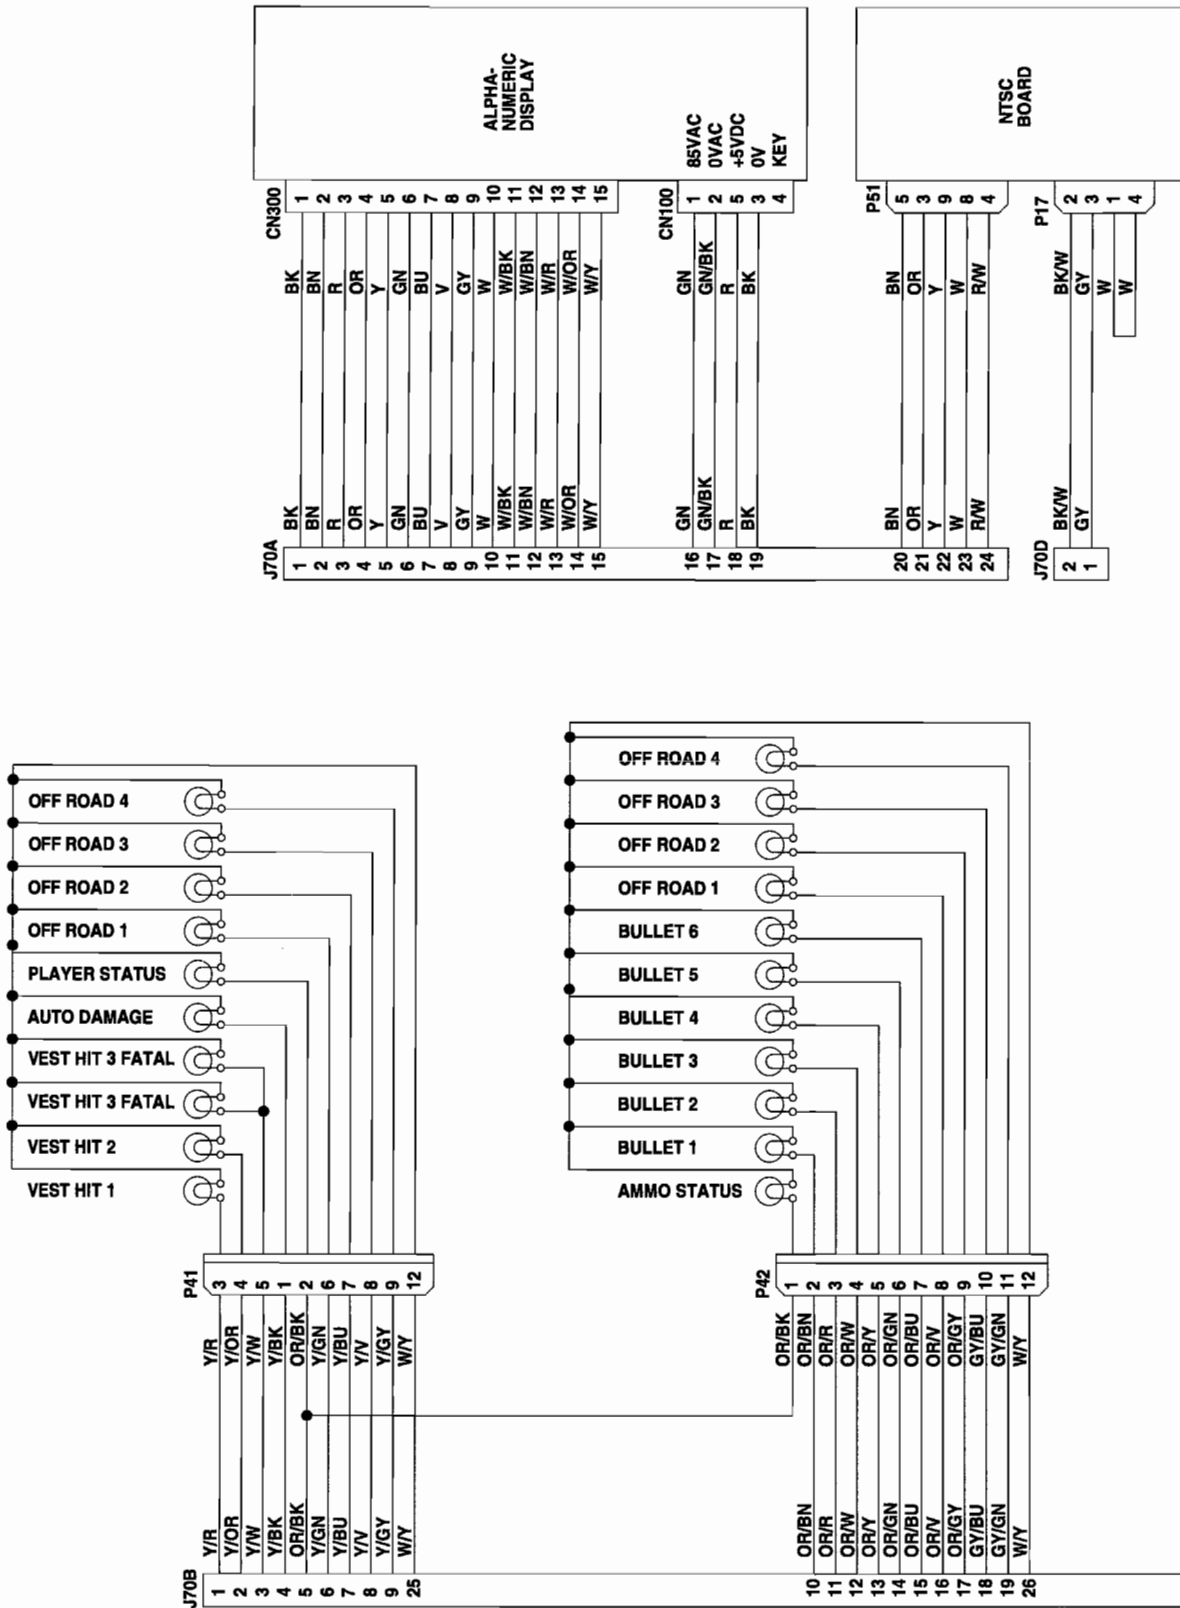 ALPHA-
NUMERIC
DISPLAY
85VAC
0VAC
+5VDC
0V
KEY
NTSC
BOARD
CN300
1
2
3
4
5
6
7
8
9
10
11
12
13
14
15
CN100
1
2
5
3
4
P51
5
3
9
8
4
P17
2
3
1
4
BK
BN
R
OR
Y
GN
BU
V
GY
W
W/BK
W/BN
W/R
W/OR
W/Y
GN
GN/BK
R
BK
BN
OR
Y
W
R/W
BK/W
GY
W
W
BK
BN
R
OR
Y
GN
BU
V
GY
W
W/BK
W/BN
W/R
W/OR
W/Y
GN
GN/BK
R
BK
BN
OR
Y
W
R/W
BK/W
GY
J70A
1
2
3
4
5
6
7
8
9
10
11
12
13
14
15
16
17
18
19
20
21
22
23
24
J70D
2
1
OFF ROAD 4
OFF ROAD 3
OFF ROAD 2
OFF ROAD 1
PLAYER STATUS
AUTO DAMAGE
VEST HIT 3 FATAL
VEST HIT 3 FATAL
VEST HIT 2
VEST HIT 1
OFF ROAD 4
OFF ROAD 3
OFF ROAD 2
OFF ROAD 1
BULLET 6
BULLET 5
BULLET 4
BULLET 3
BULLET 2
BULLET 1
AMMO STATUS
P41
3
4
5
1
2
6
7
8
9
12
P42
1
2
3
4
5
6
7
8
9
10
11
12
Y/R
Y/OR
Y/W
Y/BK
OR/BK
Y/GN
Y/BU
Y/V
Y/GY
W/Y
OR/BK
OR/BN
OR/R
OR/W
OR/Y
OR/GN
OR/BU
OR/V
OR/GY
GY/BU
GY/GN
W/Y
Y/R
Y/OR
Y/W
Y/BK
OR/BK
Y/GN
Y/BU
Y/V
Y/GY
W/Y
OR/BN
OR/R
OR/W
OR/Y
OR/GN
OR/BU
OR/V
OR/GY
GY/BU
GY/GN
W/Y
J70B
1
2
3
4
5
6
7
8
9
25
10
11
12
13
14
15
16
17
18
19
26